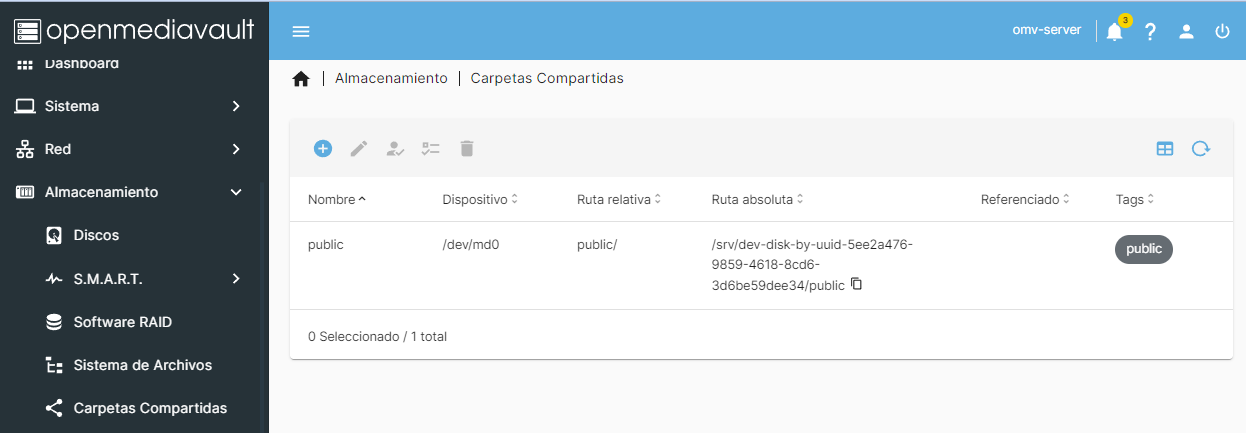 openmediavault
omv-server
3
Dashboard
Sistema
Red
Almacenamiento
Discos
S.M.A.R.T.
Software RAID
Sistema de Archivos
Carpetas Compartidas
Almacenamiento | Carpetas Compartidas
Nombre Dispositivo Ruta relativa Ruta absoluta Referenciado Tags
public /dev/md0 public/ /srv/dev-disk-by-uuid-5ee2a476- public
9859-4618-8cd6-
3d6be59dee34/public
0 Seleccionado / 1 total